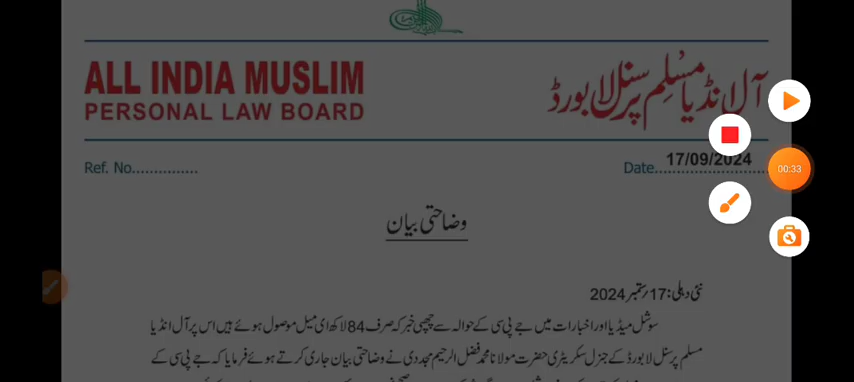 ALL INDIA MUSLIM
PERSONAL LAW BOARD
آل انڈیا مسلم پرسنل لا بورڈ
Ref. No...............
Date.................... 17/09/2024
00:33
وضاحتی بیان
نئی دہلی: 17؍ستمبر 2024
سوشل میڈیا اور اخبارات میں جے پی سی کے حوالہ سے چھپی خبر کہ صرف 84 لاکھ ای میل موصول ہوئے ہیں اس پر آل انڈیا
مسلم پرسنل لا بورڈ کے جنرل سکریٹری حضرت مولانا محمد فضل الرحیم مجددی نے وضاحتی بیان جاری کرتے ہوئے فرمایا کہ جے پی سی کے